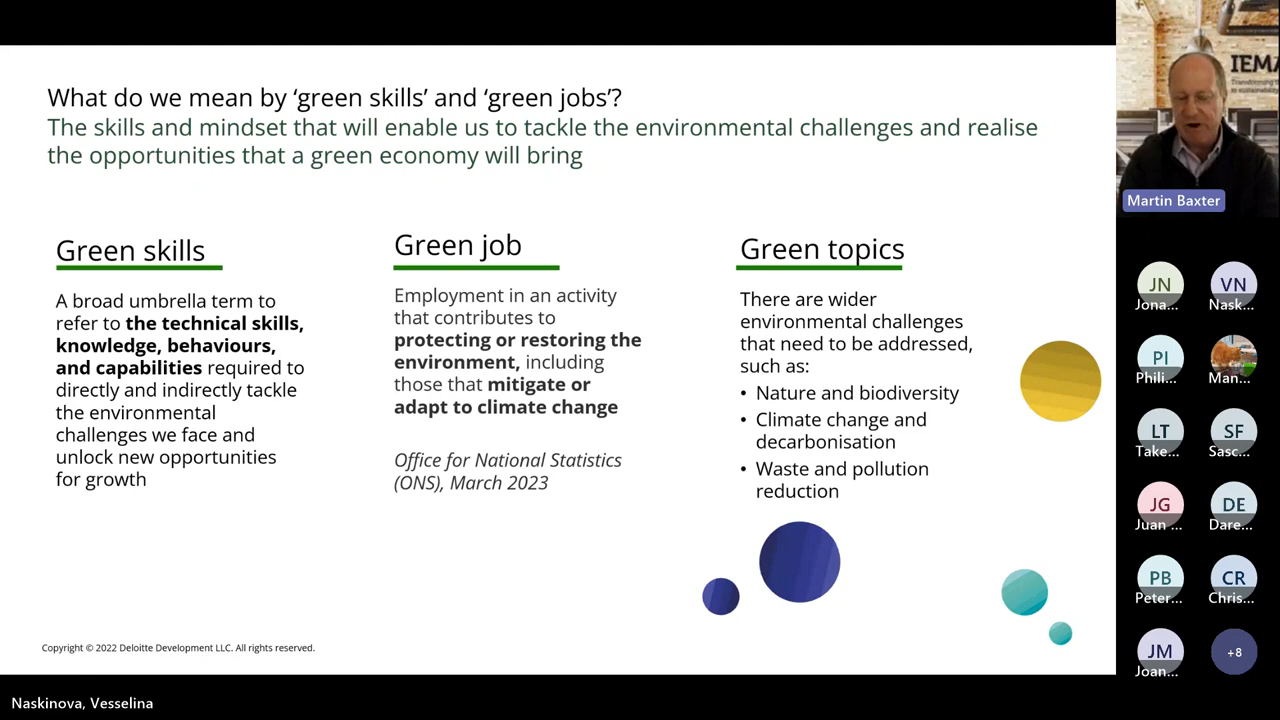 What do we mean by ‘green skills’ and ‘green jobs’?
The skills and mindset that will enable us to tackle the environmental challenges and realise
the opportunities that a green economy will bring
Green skills
A broad umbrella term to
refer to the technical skills,
knowledge, behaviours,
and capabilities required to
directly and indirectly tackle
the environmental
challenges we face and
unlock new opportunities
for growth
Green job
Employment in an activity
that contributes to
protecting or restoring the
environment, including
those that mitigate or
adapt to climate change
Office for National Statistics
(ONS), March 2023
Green topics
There are wider
environmental challenges
that need to be addressed,
such as:
• Nature and biodiversity
• Climate change and
decarbonisation
• Waste and pollution
reduction
Copyright © 2022 Deloitte Development LLC. All rights reserved.
Naskinova, Vesselina
IEMA
Martin Baxter
JN
Jona...
VN
Nask...
PI
Phili...
Man...
LT
Take...
SF
Sasc...
JG
Juan ...
DE
Dare...
PB
Peter...
CR
Chris...
JM
Joan...
+8